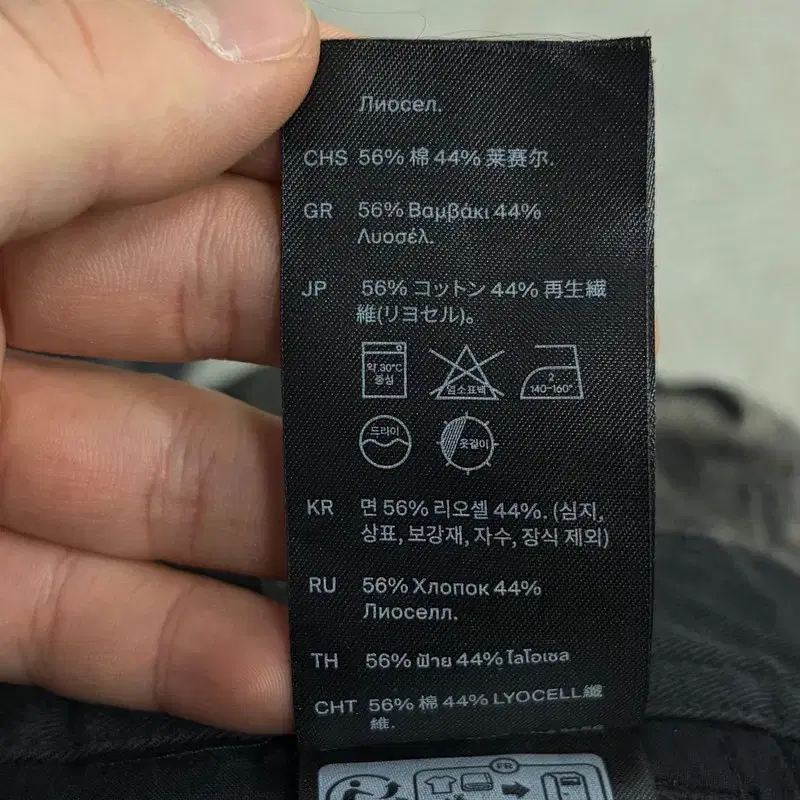 Лиосел.
CHS 56% 棉 44% 莱赛尔.
GR 56% Βαμβάκι 44%
Λυοσέλ.
JP 56% コットン 44% 再生繊
維(リヨセル)。
약 30°C
중성
염소표백
2
140-160°
드라이
옷걸이
KR 면 56% 리오셀 44%. (심지,
상표, 보강재, 자수, 장식 제외)
RU 56% Хлопок 44%
Лиоселл.
TH 56% ฝ้าย 44% ไลโอเซล
CHT 56% 棉 44% LYOCELL纖
維.
FR